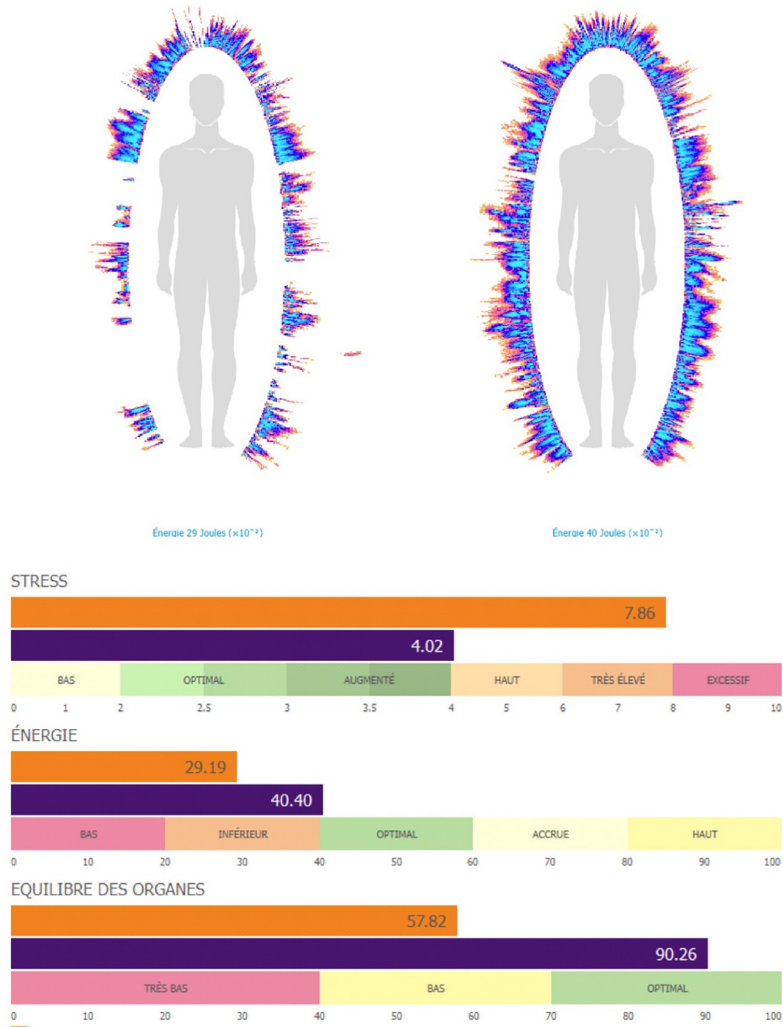 Énergie 29 Joules (×10⁻²)
Énergie 40 Joules (×10⁻²)
STRESS
7.86
4.02
BAS OPTIMAL AUGMENTÉ HAUT TRÈS ÉLEVÉ EXCESSIF
0 1 2 2.5 3 3.5 4 5 6 7 8 9 10
ÉNERGIE
29.19
40.40
BAS INFÉRIEUR OPTIMAL ACCRUE HAUT
0 10 20 30 40 50 60 70 80 90 100
EQUILIBRE DES ORGANES
57.82
90.26
TRÈS BAS BAS OPTIMAL
0 10 20 30 40 50 60 70 80 90 100